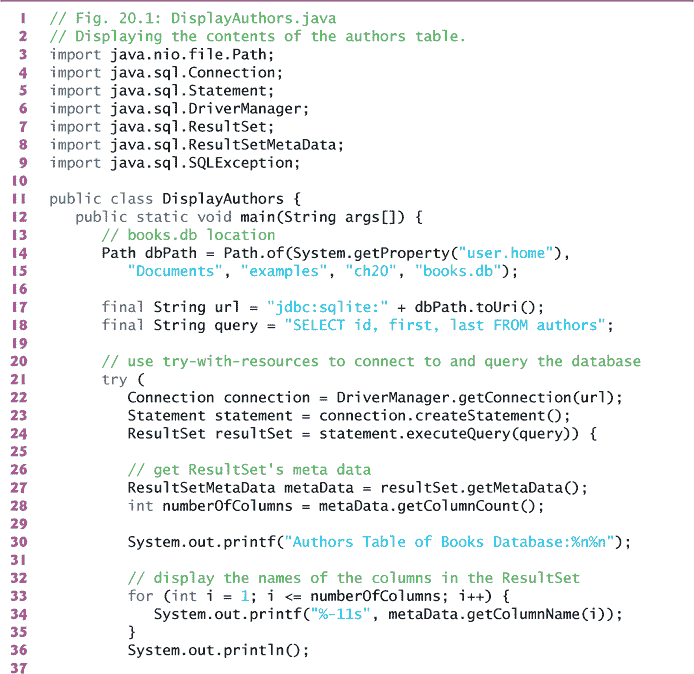 1 // Fig. 20.1: DisplayAuthors.java
2 // Displaying the contents of the authors table.
3 import java.nio.file.Path;
4 import java.sql.Connection;
5 import java.sql.Statement;
6 import java.sql.DriverManager;
7 import java.sql.ResultSet;
8 import java.sql.ResultSetMetaData;
9 import java.sql.SQLException;
10
11 public class DisplayAuthors {
12    public static void main(String args[]) {
13       // books.db location
14       Path dbPath = Path.of(System.getProperty("user.home"),
15          "Documents", "examples", "ch20", "books.db");
16
17       final String url = "jdbc:sqlite:" + dbPath.toUri();
18       final String query = "SELECT id, first, last FROM authors";
19
20       // use try-with-resources to connect to and query the database
21       try (
22          Connection connection = DriverManager.getConnection(url);
23          Statement statement = connection.createStatement();
24          ResultSet resultSet = statement.executeQuery(query)) {
25
26          // get ResultSet's meta data
27          ResultSetMetaData metaData = resultSet.getMetaData();
28          int numberOfColumns = metaData.getColumnCount();
29
30          System.out.printf("Authors Table of Books Database:%n%n");
31
32          // display the names of the columns in the ResultSet
33          for (int i = 1; i <= numberOfColumns; i++) {
34             System.out.printf("%-11s", metaData.getColumnName(i));
35          }
36          System.out.println();
37